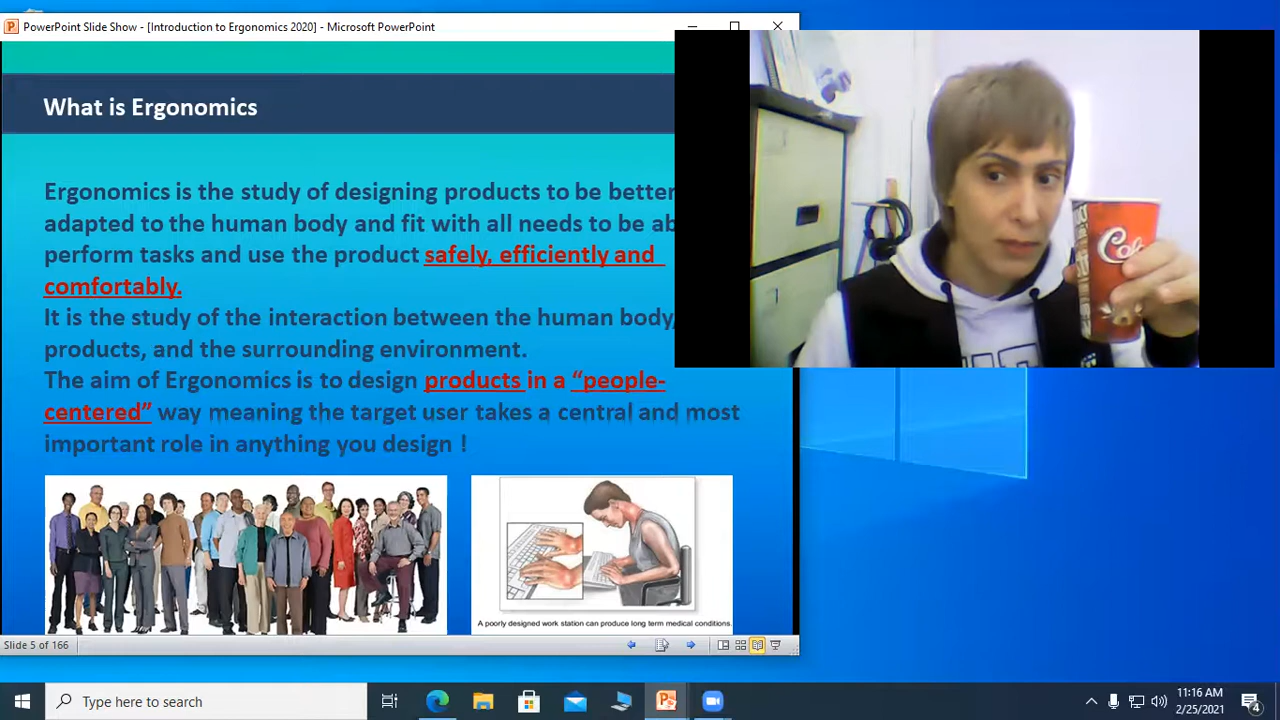 PowerPoint Slide Show - [Introduction to Ergonomics 2020] - Microsoft PowerPoint
What is Ergonomics
Ergonomics is the study of designing products to be better
adapted to the human body and fit with all needs to be
perform tasks and use the product safely, efficiently and
comfortably.
It is the study of the interaction between the human body,
products, and the surrounding environment.
The aim of Ergonomics is to design products in a “people-
centered” way meaning the target user takes a central and most
important role in anything you design !
A poorly designed work station can produce long term medical conditions.
Slide 5 of 166
Type here to search
11:16 AM
2/25/2021
4